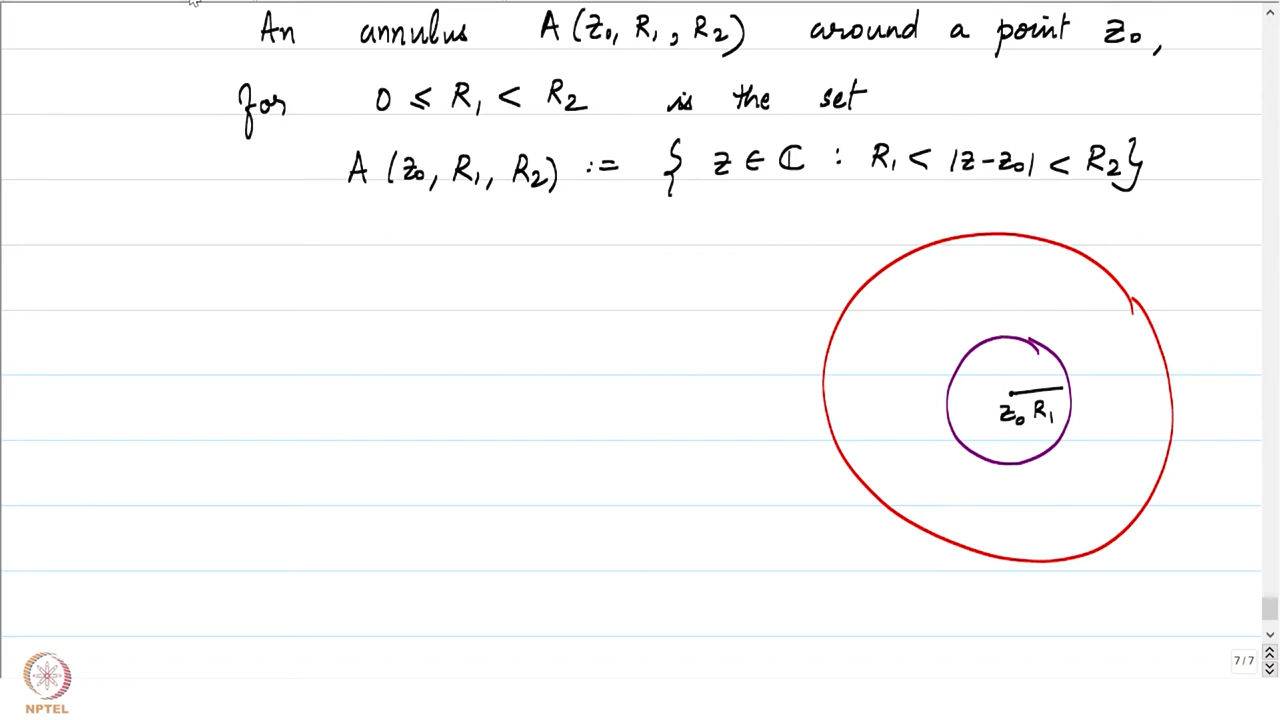 An annulus A (z₀, R₁, R₂) around a point z₀,
for 0 ≤ R₁ < R₂ is the set
A (z₀, R₁, R₂) := { z ∈ ℂ : R₁ < |z - z₀| < R₂}
z₀ R₁
7 / 7
NPTEL